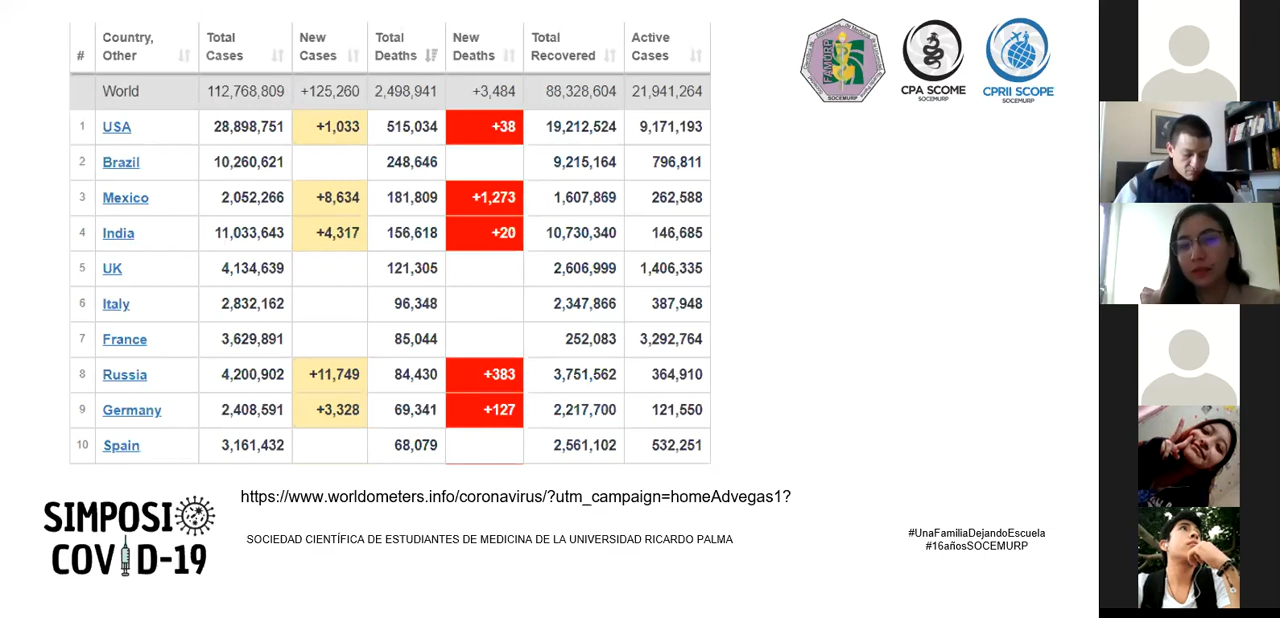 # Country, Other Total Cases New Cases Total Deaths New Deaths Total Recovered Active Cases
World 112,768,809 +125,260 2,498,941 +3,484 88,328,604 21,941,264
1 USA 28,898,751 +1,033 515,034 +38 19,212,524 9,171,193
2 Brazil 10,260,621 248,646 9,215,164 796,811
3 Mexico 2,052,266 +8,634 181,809 +1,273 1,607,869 262,588
4 India 11,033,643 +4,317 156,618 +20 10,730,340 146,685
5 UK 4,134,639 121,305 2,606,999 1,406,335
6 Italy 2,832,162 96,348 2,347,866 387,948
7 France 3,629,891 85,044 252,083 3,292,764
8 Russia 4,200,902 +11,749 84,430 +383 3,751,562 364,910
9 Germany 2,408,591 +3,328 69,341 +127 2,217,700 121,550
10 Spain 3,161,432 68,079 2,561,102 532,251
FAMURP
SOCEMURP
CPA SCOME
SOCEMURP
CPRII SCOPE
SOCEMURP
https://www.worldometers.info/coronavirus/?utm_campaign=homeAdvegas1?
SIMPOSIO
COVID-19
SOCIEDAD CIENTÍFICA DE ESTUDIANTES DE MEDICINA DE LA UNIVERSIDAD RICARDO PALMA
#UnaFamiliaDejandoEscuela
#16añosSOCEMURP